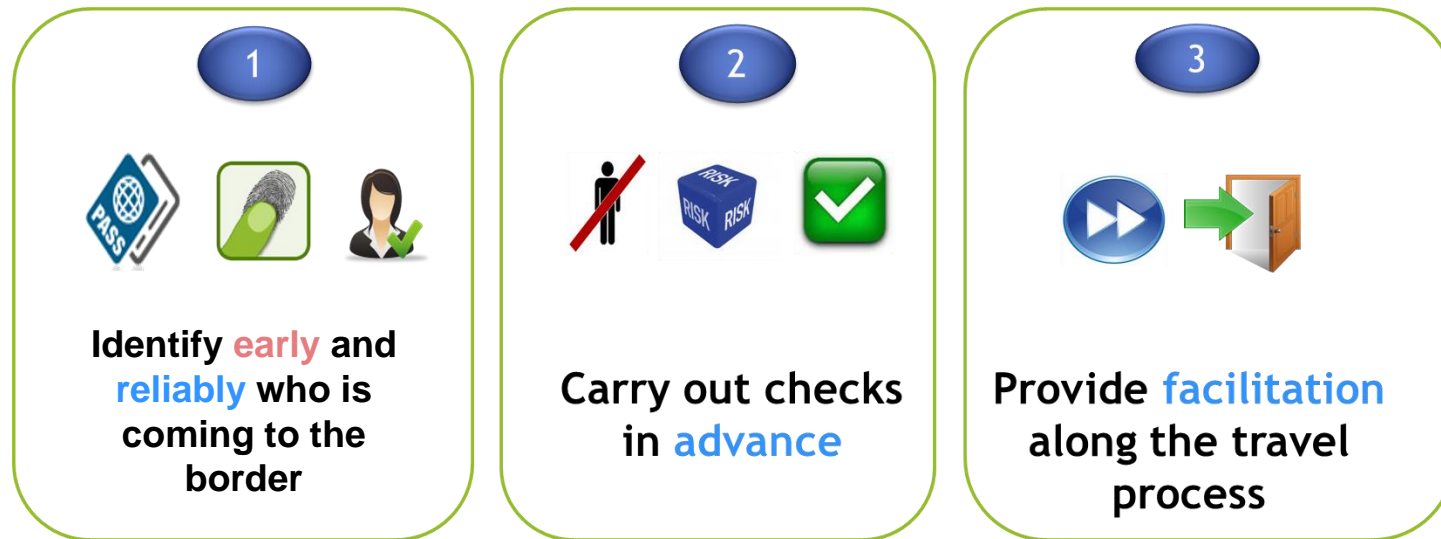 1
PASS
Identify early and
reliably who is
coming to the
border
2
RISK
RISK
RISK
Carry out checks
in advance
3
Provide facilitation
along the travel
process